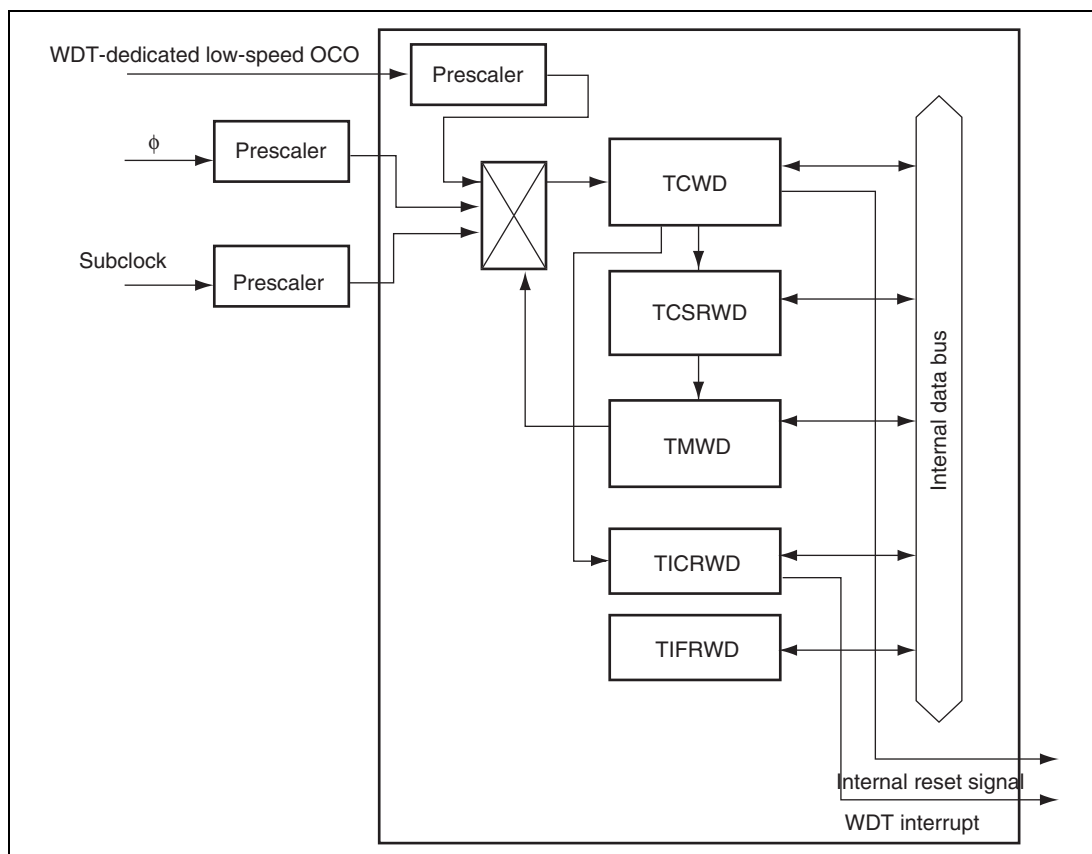 WDT-dedicated low-speed OCO
Prescaler
ϕ
Prescaler
TCWD
Subclock
Prescaler
TCSRWD
Internal data bus
TMWD
TICRWD
TIFRWD
Internal reset signal
WDT interrupt